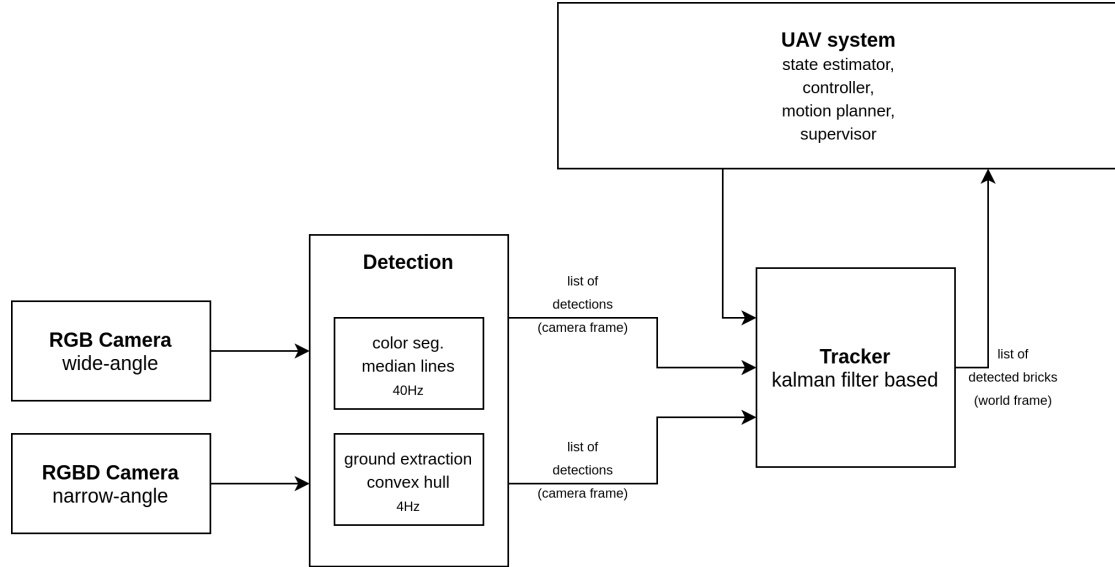 UAV system
state estimator,
controller,
motion planner,
supervisor
Detection
RGB Camera
wide-angle
color seg.
median lines
40Hz
RGBD Camera
narrow-angle
ground extraction
convex hull
4Hz
list of
detections
(camera frame)
list of
detections
(camera frame)
Tracker
kalman filter based
list of
detected bricks
(world frame)